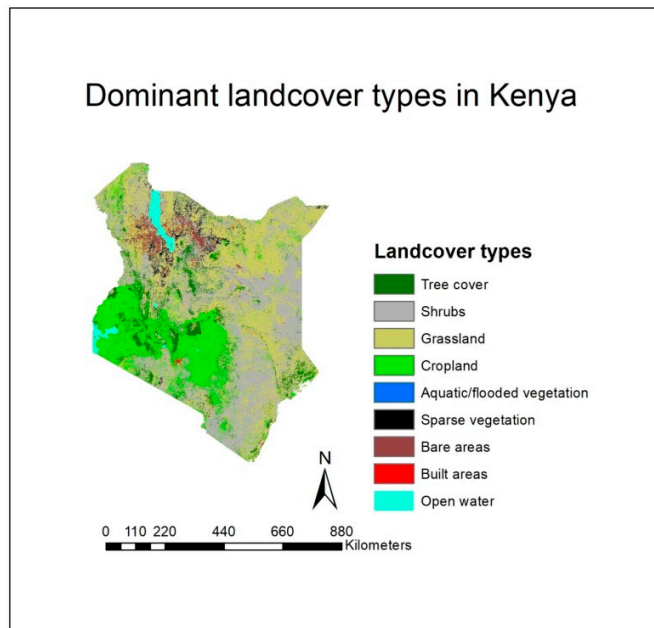 Dominant landcover types in Kenya
Landcover types
Tree cover
Shrubs
Grassland
Cropland
Aquatic/flooded vegetation
Sparse vegetation
Bare areas
Built areas
Open water
N
0 110 220 440 660 880
Kilometers